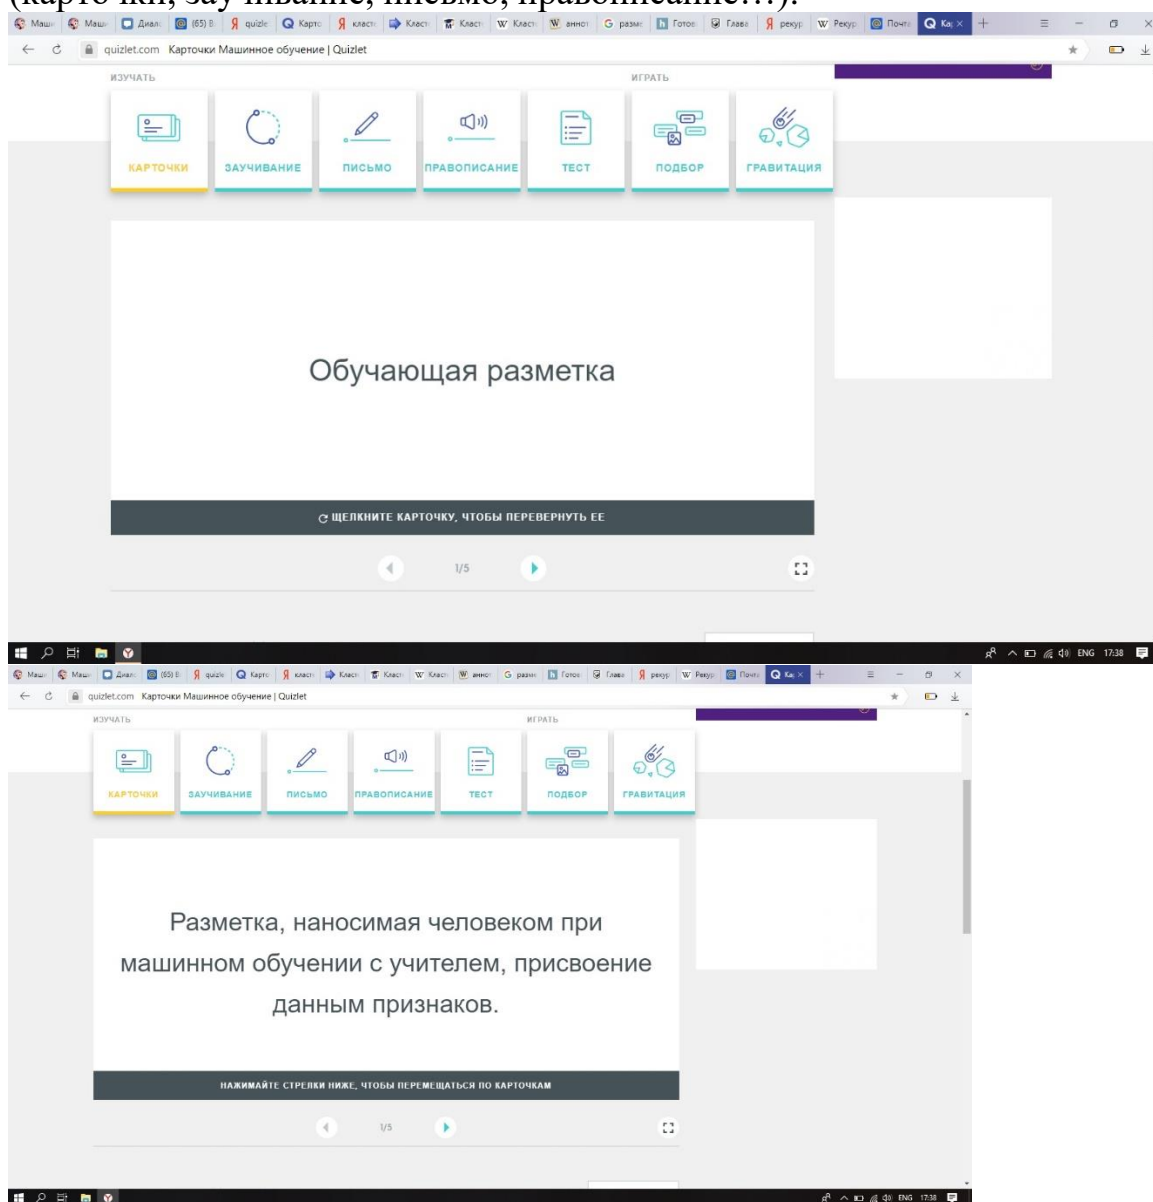 (карточки, заучивание, письмо, правописание…).
quizlet.com Карточки Машинное обучение | Quizlet
ИЗУЧАТЬ
ИГРАТЬ
КАРТОЧКИ
ЗАУЧИВАНИЕ
ПИСЬМО
ПРАВОПИСАНИЕ
ТЕСТ
ПОДБОР
ГРАВИТАЦИЯ
Обучающая разметка
ЩЕЛКНИТЕ КАРТОЧКУ, ЧТОБЫ ПЕРЕВЕРНУТЬ ЕЕ
1/5
ENG 17:38
quizlet.com Карточки Машинное обучение | Quizlet
ИЗУЧАТЬ
ИГРАТЬ
КАРТОЧКИ
ЗАУЧИВАНИЕ
ПИСЬМО
ПРАВОПИСАНИЕ
ТЕСТ
ПОДБОР
ГРАВИТАЦИЯ
Разметка, наносимая человеком при
машинном обучении с учителем, присвоение
данным признаков.
НАЖИМАЙТЕ СТРЕЛКИ НИЖЕ, ЧТОБЫ ПЕРЕМЕЩАТЬСЯ ПО КАРТОЧКАМ
1/5
ENG 17:38